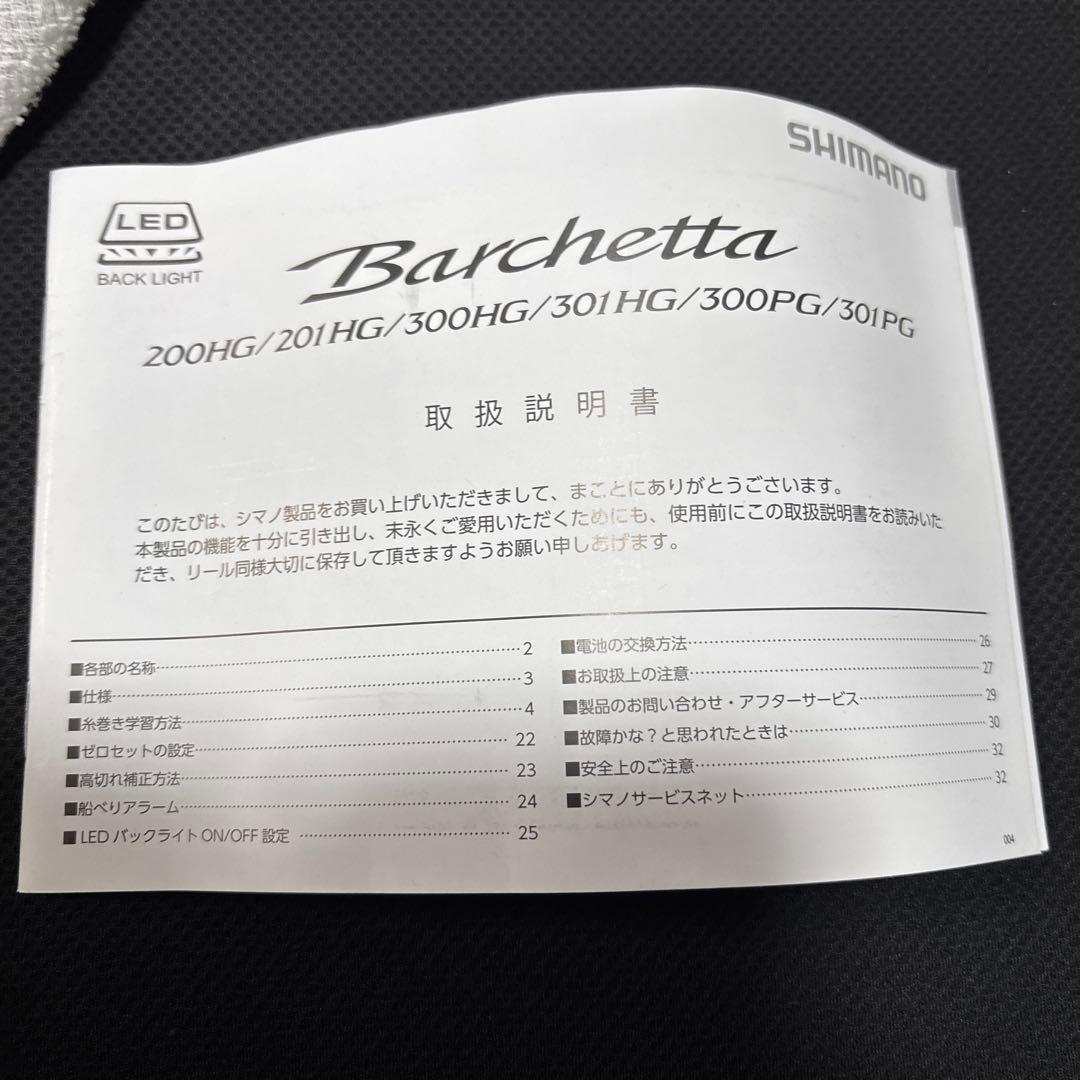 SHIMANO
LED
BACK LIGHT
Barchetta
200HG/201HG/300HG/301HG/300PG/301PG
取扱説明書
このたびは、シマノ製品をお買い上げいただきまして、まことにありがとうございます。
本製品の機能を十分に引き出し、末永くご愛用いただくためにも、使用前にこの取扱説明書をお読みいた
だき、リール同様大切に保存して頂きますようお願い申しあげます。
■各部の名称 2
■仕様 3
■糸巻き学習方法 4
■ゼロセットの設定 22
■高切れ補正方法 23
■船べりアラーム 24
■LEDバックライトON/OFF設定 25
■電池の交換方法 26
■お取扱上の注意 27
■製品のお問い合わせ・アフターサービス 29
■故障かな？と思われたときは 30
■安全上のご注意 32
■シマノサービスネット 32
004